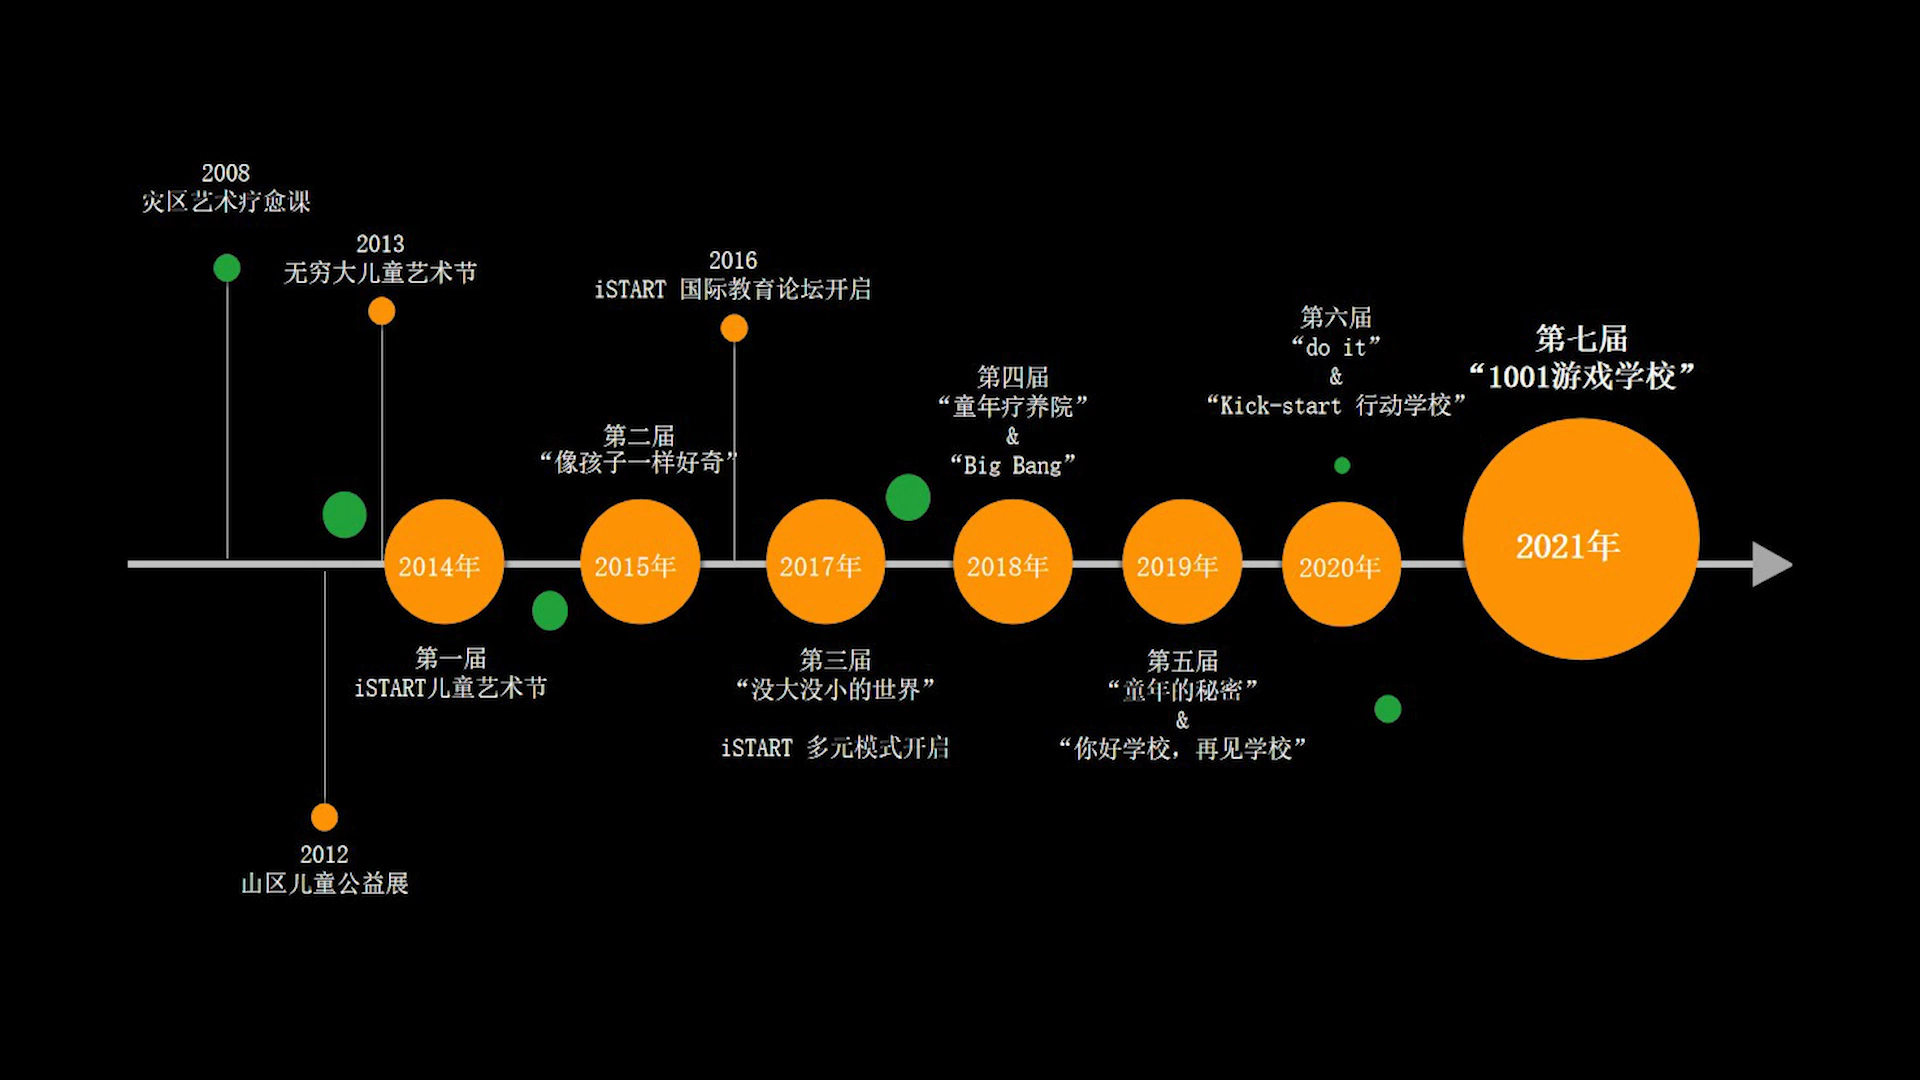 2008
灾区艺术疗愈课
2013
无穷大儿童艺术节
2016
iSTART 国际教育论坛开启
第二届
“像孩子一样好奇”
第四届
“童年疗养院”
&
“Big Bang”
第六届
“do it”
&
“Kick-start 行动学校”
第七届
“1001游戏学校”
2014年
2015年
2017年
2018年
2019年
2020年
2021年
第一届
iSTART儿童艺术节
第三届
“没大没小的世界”
iSTART 多元模式开启
第五届
“童年的秘密”
&
“你好学校，再见学校”
2012
山区儿童公益展